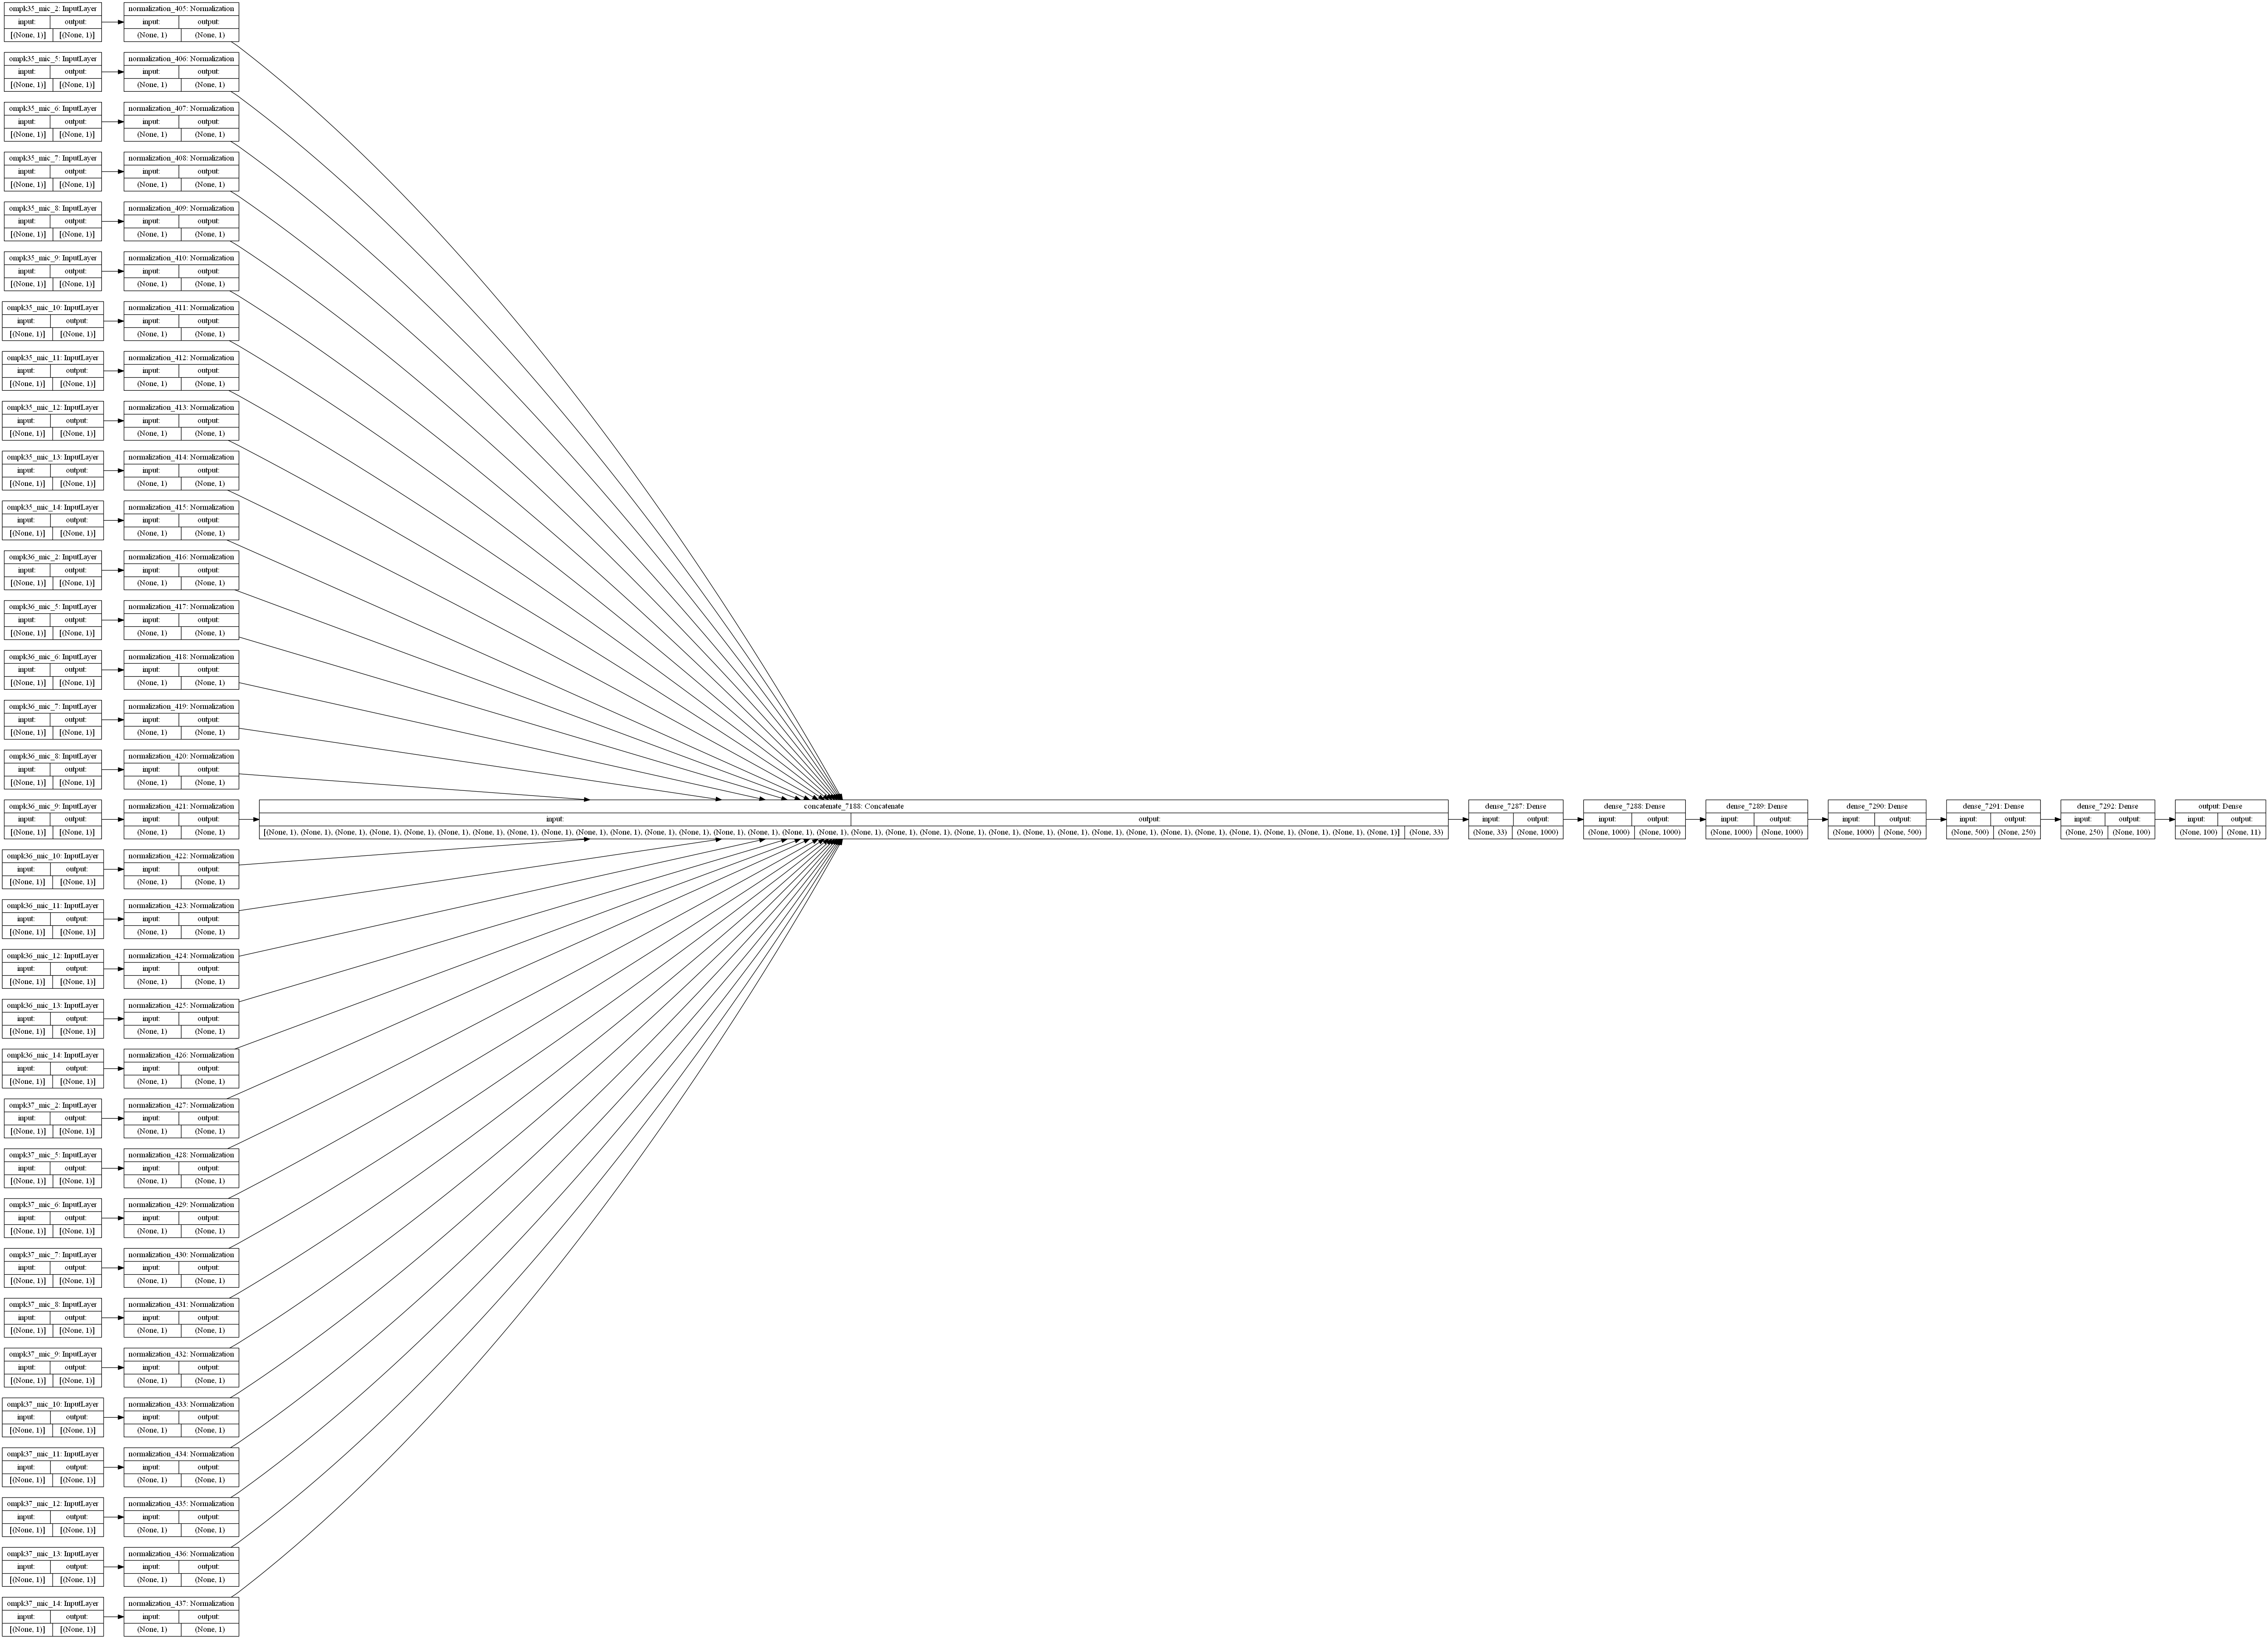 ompk35_mic_2: InputLayer normalization_405: Normalization
input: output: input: output:
[(None, 1)] [(None, 1)] (None, 1) (None, 1)
ompk35_mic_5: InputLayer normalization_406: Normalization
input: output: input: output:
[(None, 1)] [(None, 1)] (None, 1) (None, 1)
ompk35_mic_6: InputLayer normalization_407: Normalization
input: output: input: output:
[(None, 1)] [(None, 1)] (None, 1) (None, 1)
ompk35_mic_7: InputLayer normalization_408: Normalization
input: output: input: output:
[(None, 1)] [(None, 1)] (None, 1) (None, 1)
ompk35_mic_8: InputLayer normalization_409: Normalization
input: output: input: output:
[(None, 1)] [(None, 1)] (None, 1) (None, 1)
ompk35_mic_9: InputLayer normalization_410: Normalization
input: output: input: output:
[(None, 1)] [(None, 1)] (None, 1) (None, 1)
ompk35_mic_10: InputLayer normalization_411: Normalization
input: output: input: output:
[(None, 1)] [(None, 1)] (None, 1) (None, 1)
ompk35_mic_11: InputLayer normalization_412: Normalization
input: output: input: output:
[(None, 1)] [(None, 1)] (None, 1) (None, 1)
ompk35_mic_12: InputLayer normalization_413: Normalization
input: output: input: output:
[(None, 1)] [(None, 1)] (None, 1) (None, 1)
ompk35_mic_13: InputLayer normalization_414: Normalization
input: output: input: output:
[(None, 1)] [(None, 1)] (None, 1) (None, 1)
ompk35_mic_14: InputLayer normalization_415: Normalization
input: output: input: output:
[(None, 1)] [(None, 1)] (None, 1) (None, 1)
ompk36_mic_2: InputLayer normalization_416: Normalization
input: output: input: output:
[(None, 1)] [(None, 1)] (None, 1) (None, 1)
ompk36_mic_5: InputLayer normalization_417: Normalization
input: output: input: output:
[(None, 1)] [(None, 1)] (None, 1) (None, 1)
ompk36_mic_6: InputLayer normalization_418: Normalization
input: output: input: output:
[(None, 1)] [(None, 1)] (None, 1) (None, 1)
ompk36_mic_7: InputLayer normalization_419: Normalization
input: output: input: output:
[(None, 1)] [(None, 1)] (None, 1) (None, 1)
ompk36_mic_8: InputLayer normalization_420: Normalization
input: output: input: output:
[(None, 1)] [(None, 1)] (None, 1) (None, 1)
ompk36_mic_9: InputLayer normalization_421: Normalization concatenate_7188: Concatenate dense_7287: Dense dense_7288: Dense dense_7289: Dense dense_7290: Dense dense_7291: Dense dense_7292: Dense output: Dense
input: output: input: output: input: output: input: output: input: output: input: output: input: output: input: output: input: output: input: output:
[(None, 1)] [(None, 1)] (None, 1) (None, 1) [(None, 1), (None, 1), (None, 1), (None, 1), (None, 1), (None, 1), (None, 1), (None, 1), (None, 1), (None, 1), (None, 1), (None, 1), (None, 1), (None, 1), (None, 1), (None, 1), (None, 1), (None, 1), (None, 1), (None, 1), (None, 1), (None, 1), (None, 1), (None, 1), (None, 1), (None, 1), (None, 1), (None, 1), (None, 1), (None, 1), (None, 1), (None, 1), (None, 1)] (None, 33) (None, 33) (None, 1000) (None, 1000) (None, 1000) (None, 1000) (None, 1000) (None, 1000) (None, 500) (None, 500) (None, 250) (None, 250) (None, 100) (None, 100) (None, 11)
ompk36_mic_10: InputLayer normalization_422: Normalization
input: output: input: output:
[(None, 1)] [(None, 1)] (None, 1) (None, 1)
ompk36_mic_11: InputLayer normalization_423: Normalization
input: output: input: output:
[(None, 1)] [(None, 1)] (None, 1) (None, 1)
ompk36_mic_12: InputLayer normalization_424: Normalization
input: output: input: output:
[(None, 1)] [(None, 1)] (None, 1) (None, 1)
ompk36_mic_13: InputLayer normalization_425: Normalization
input: output: input: output:
[(None, 1)] [(None, 1)] (None, 1) (None, 1)
ompk36_mic_14: InputLayer normalization_426: Normalization
input: output: input: output:
[(None, 1)] [(None, 1)] (None, 1) (None, 1)
ompk37_mic_2: InputLayer normalization_427: Normalization
input: output: input: output:
[(None, 1)] [(None, 1)] (None, 1) (None, 1)
ompk37_mic_5: InputLayer normalization_428: Normalization
input: output: input: output:
[(None, 1)] [(None, 1)] (None, 1) (None, 1)
ompk37_mic_6: InputLayer normalization_429: Normalization
input: output: input: output:
[(None, 1)] [(None, 1)] (None, 1) (None, 1)
ompk37_mic_7: InputLayer normalization_430: Normalization
input: output: input: output:
[(None, 1)] [(None, 1)] (None, 1) (None, 1)
ompk37_mic_8: InputLayer normalization_431: Normalization
input: output: input: output:
[(None, 1)] [(None, 1)] (None, 1) (None, 1)
ompk37_mic_9: InputLayer normalization_432: Normalization
input: output: input: output:
[(None, 1)] [(None, 1)] (None, 1) (None, 1)
ompk37_mic_10: InputLayer normalization_433: Normalization
input: output: input: output:
[(None, 1)] [(None, 1)] (None, 1) (None, 1)
ompk37_mic_11: InputLayer normalization_434: Normalization
input: output: input: output:
[(None, 1)] [(None, 1)] (None, 1) (None, 1)
ompk37_mic_12: InputLayer normalization_435: Normalization
input: output: input: output:
[(None, 1)] [(None, 1)] (None, 1) (None, 1)
ompk37_mic_13: InputLayer normalization_436: Normalization
input: output: input: output:
[(None, 1)] [(None, 1)] (None, 1) (None, 1)
ompk37_mic_14: InputLayer normalization_437: Normalization
input: output: input: output:
[(None, 1)] [(None, 1)] (None, 1) (None, 1)